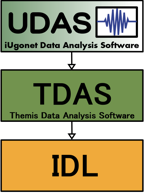 UDAS
iUgonet Data Analysis Software
TDAS
Themis Data Analysis Software
IDL